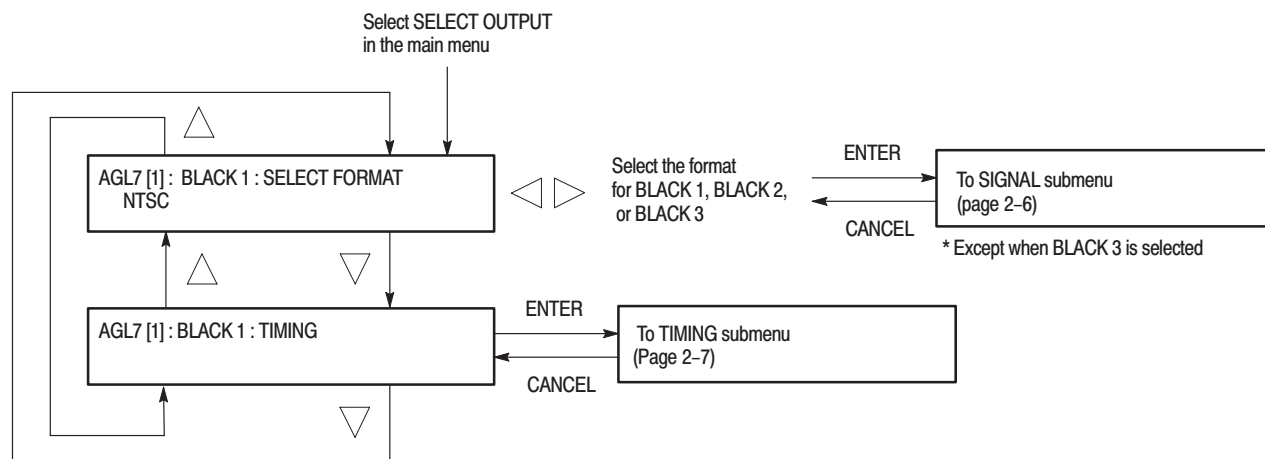 Select SELECT OUTPUT
in the main menu
AGL7 [1] : BLACK 1 : SELECT FORMAT
NTSC
Select the format
for BLACK 1, BLACK 2,
or BLACK 3
ENTER
CANCEL
To SIGNAL submenu
(page 2–6)
* Except when BLACK 3 is selected
AGL7 [1] : BLACK 1 : TIMING
ENTER
CANCEL
To TIMING submenu
(Page 2–7)